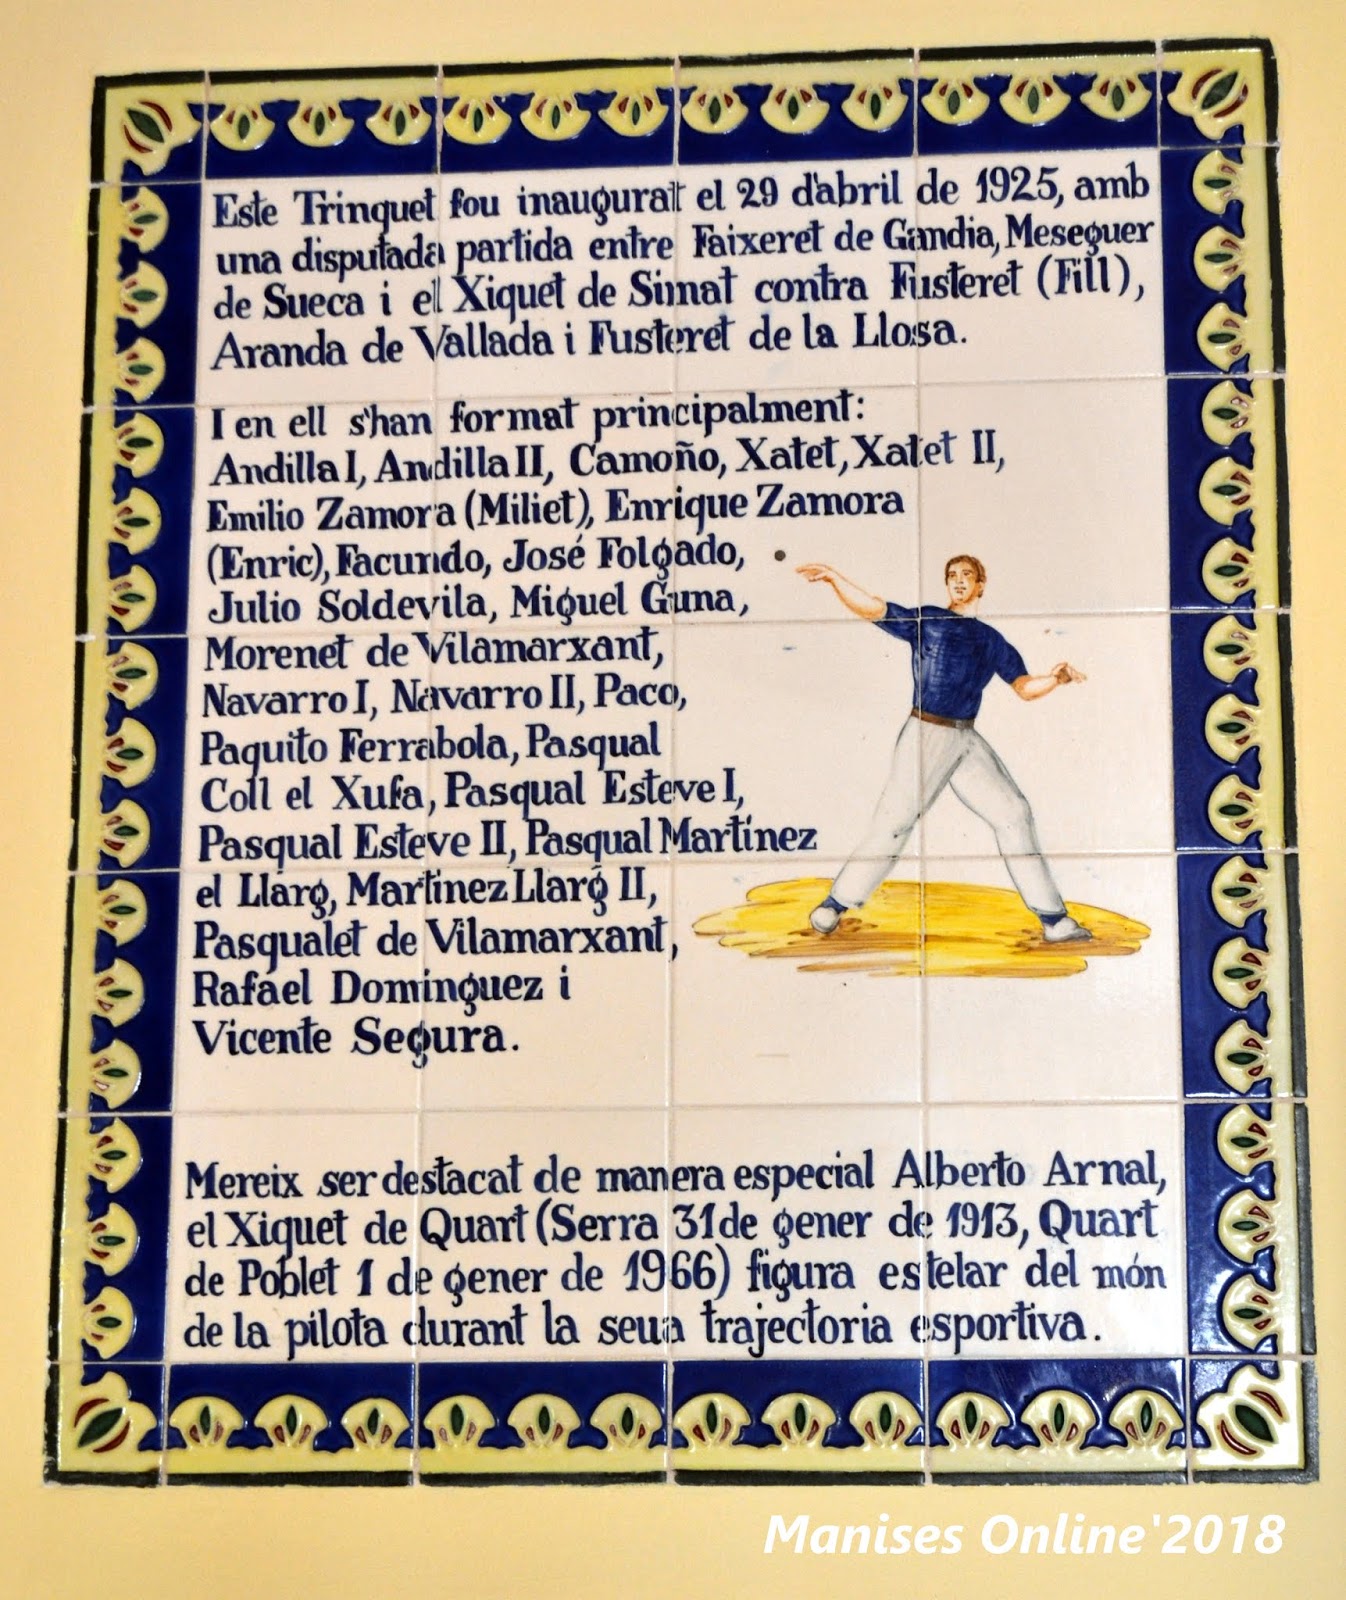 Este Trinquet fou inaugurat el 29 d'abril de 1925, amb
una disputada partida entre Faixeret de Gandia, Meseguer
de Sueca i el Xiquet de Simat contra Fusteret (Fill),
Aranda de Vallada i Fusteret de la Llosa.
I en ell s'han format principalment:
Andilla I, Andilla II, Camoño, Xatet, Xatet II,
Emilio Zamora (Miliet), Enrique Zamora
(Enric), Facundo, José Folgado,
Julio Soldevila, Miguel Guna,
Morenet de Vilamarxant,
Navarro I, Navarro II, Paco,
Paquito Ferrabola, Pasqual
Coll el Xufa, Pasqual Esteve I,
Pasqual Esteve II, Pasqual Martínez
el Llarg, Martinez Llarg II,
Pasqualet de Vilamarxant,
Rafael Dominguez i
Vicente Segura.
Mereix ser destacat de manera especial Alberto Arnal,
el Xiquet de Quart (Serra 31 de gener de 1913, Quart
de Poblet 1 de gener de 1966) figura estelar del món
de la pilota durant la seua trajectoria esportiva.
Manises Online'2018